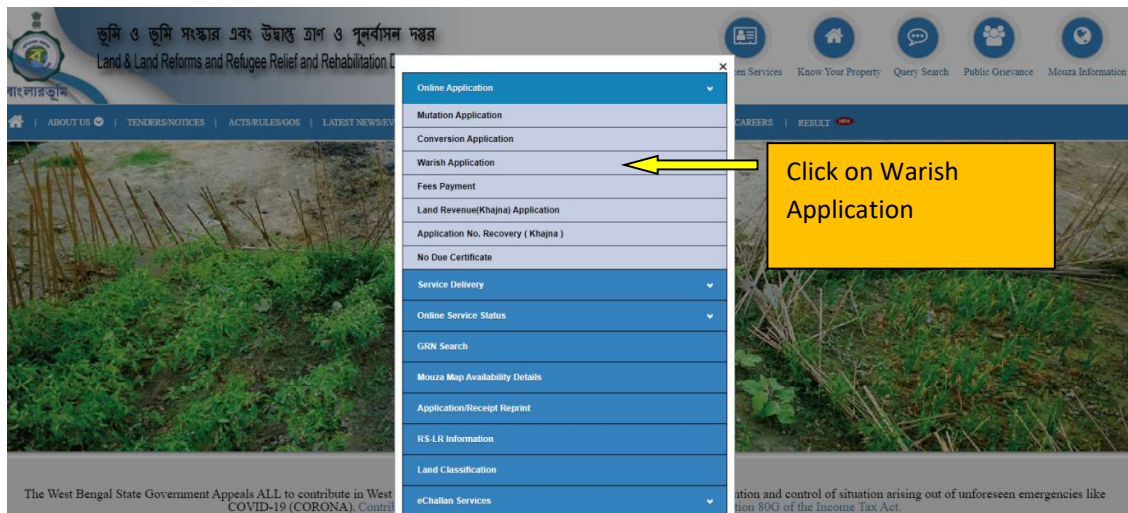 ভূমি ও ভূমি সংস্কার এবং উদ্বাস্তু ত্রাণ ও পুনর্বাসন দপ্তর
Land & Land Reforms and Refugee Relief and Rehabilitation D
বাংলারভূমি
en Services
Know Your Property
Query Search
Public Grievance
Mouza Information
| ABOUT US | TENDERS/NOTICES | ACTS/RULES/GOS | LATEST NEWS/EV
CAREERS | RESULT NEW
×
Online Application
Mutation Application
Conversion Application
Warish Application
Fees Payment
Land Revenue(Khajna) Application
Application No. Recovery ( Khajna )
No Due Certificate
Service Delivery
Online Service Status
GRN Search
Mouza Map Availability Details
Application/Receipt Reprint
RS-LR Information
Land Classification
eChallan Services
Click on Warish
Application
The West Bengal State Government Appeals ALL to contribute in West
ntion and control of situation arising out of unforeseen emergencies like
COVID-19 (CORONA). Contri
tion 80G of the Income Tax Act.